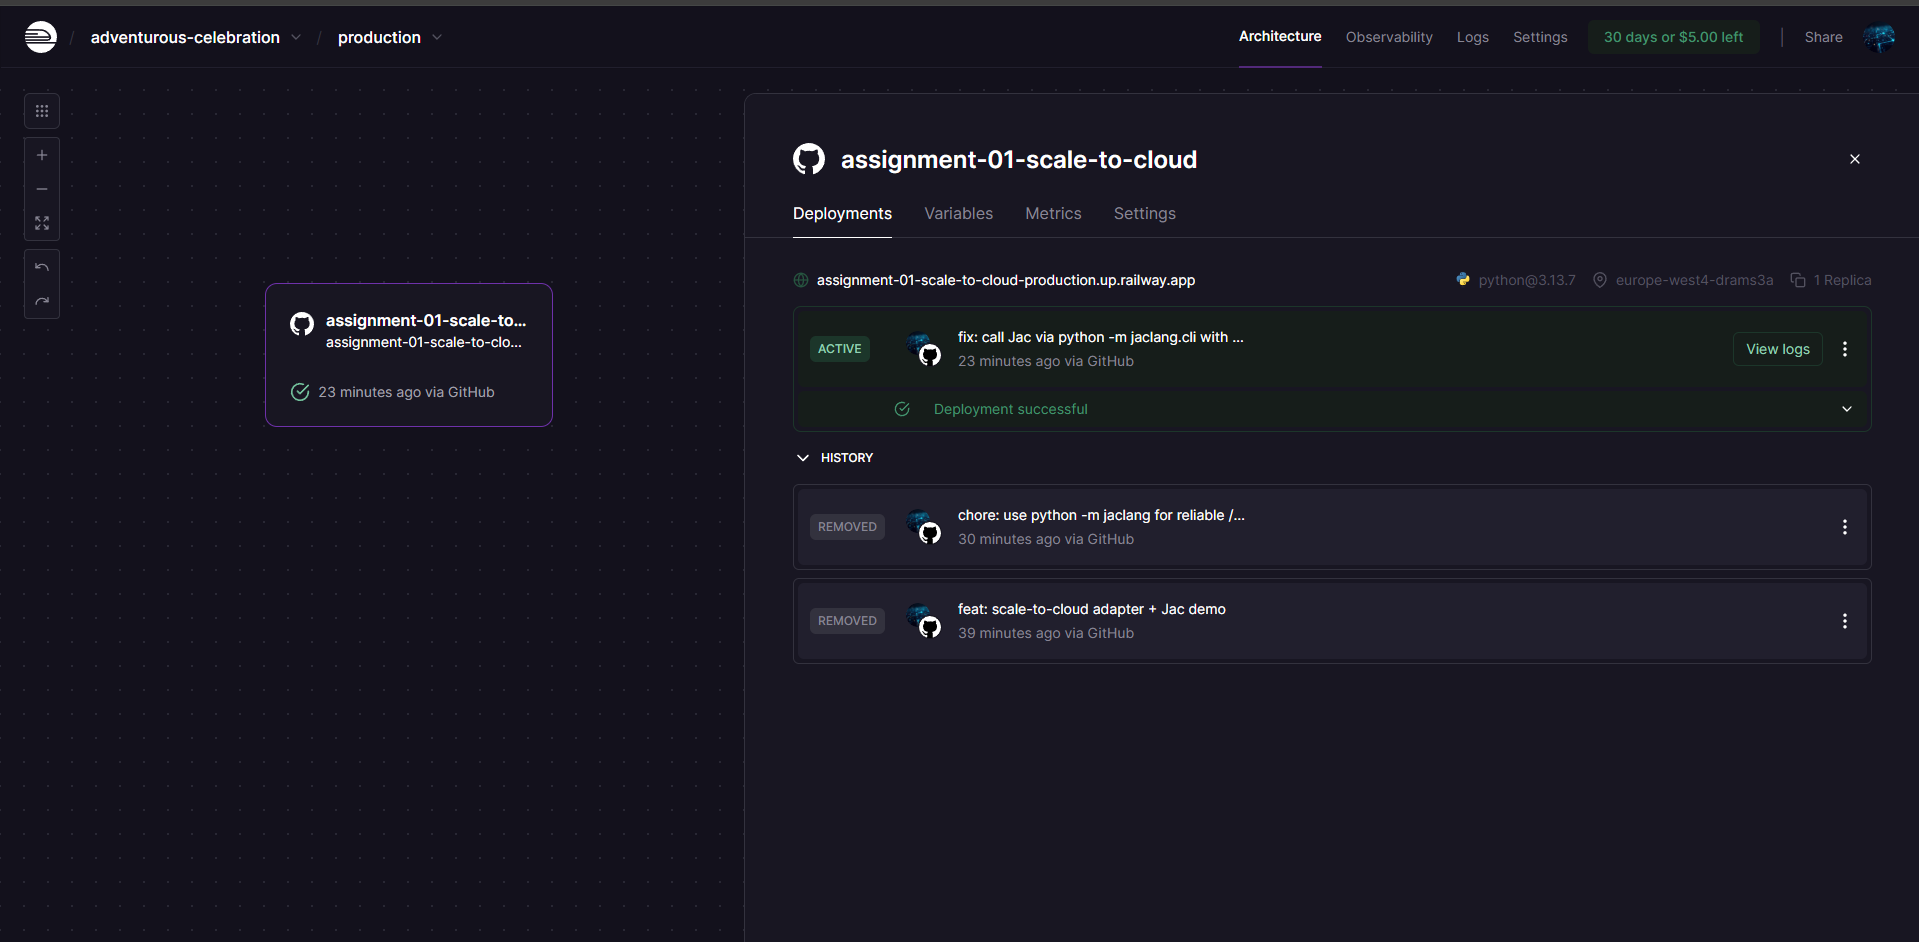 / adventurous-celebration / production
Architecture Observability Logs Settings 30 days or $5.00 left | Share
assignment-01-scale-to...
assignment-01-scale-to-clo...
23 minutes ago via GitHub
assignment-01-scale-to-cloud
Deployments Variables Metrics Settings
assignment-01-scale-to-cloud-production.up.railway.app python@3.13.7 europe-west4-drams3a 1 Replica
ACTIVE fix: call Jac via python -m jaclang.cli with ... View logs
23 minutes ago via GitHub
Deployment successful
HISTORY
REMOVED chore: use python -m jaclang for reliable /...
30 minutes ago via GitHub
REMOVED feat: scale-to-cloud adapter + Jac demo
39 minutes ago via GitHub